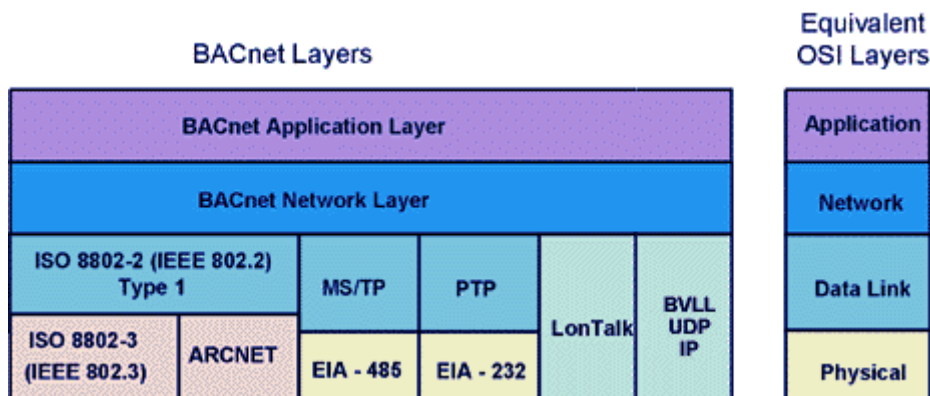 BACnet Layers
Equivalent
OSI Layers
BACnet Application Layer
Application
BACnet Network Layer
Network
ISO 8802-2 (IEEE 802.2)
Type 1
MS/TP
PTP
LonTalk
BVLL
UDP
IP
Data Link
ISO 8802-3
(IEEE 802.3)
ARCNET
EIA - 485
EIA - 232
Physical